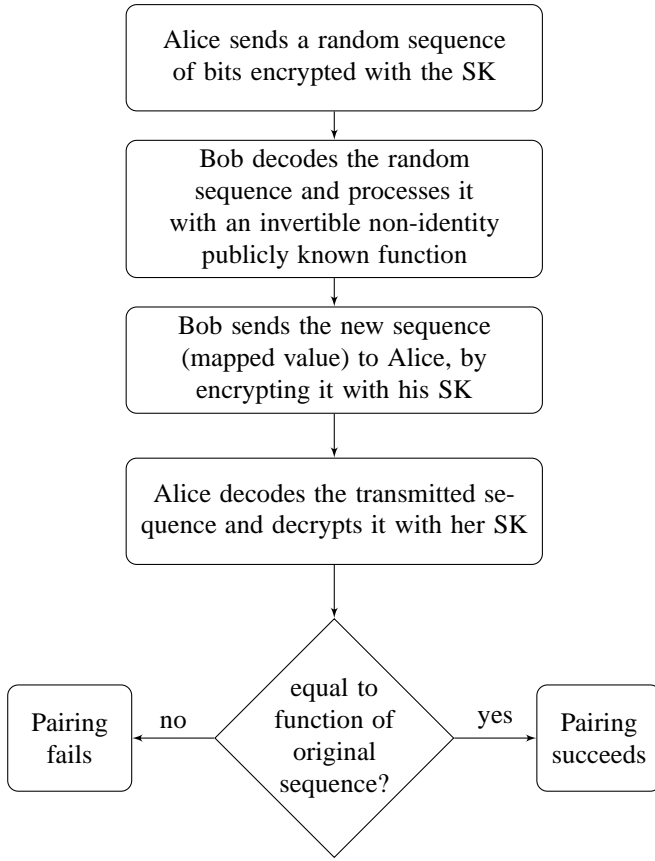 Alice sends a random sequence
of bits encrypted with the SK
Bob decodes the random
sequence and processes it
with an invertible non-identity
publicly known function
Bob sends the new sequence
(mapped value) to Alice, by
encrypting it with his SK
Alice decodes the transmitted se-
quence and decrypts it with her SK
equal to
function of
original
sequence?
no
yes
Pairing
fails
Pairing
succeeds